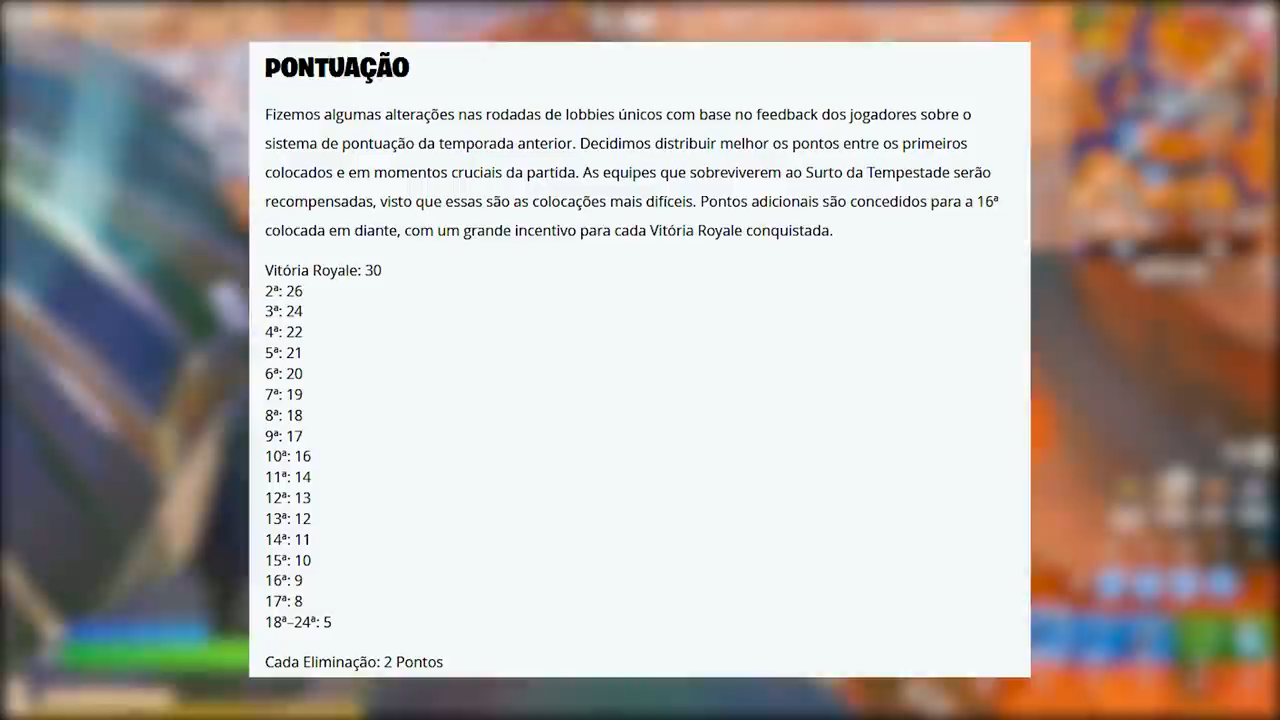 PONTUAÇÃO
Fizemos algumas alterações nas rodadas de lobbies únicos com base no feedback dos jogadores sobre o
sistema de pontuação da temporada anterior. Decidimos distribuir melhor os pontos entre os primeiros
colocados e em momentos cruciais da partida. As equipes que sobreviverem ao Surto da Tempestade serão
recompensadas, visto que essas são as colocações mais difíceis. Pontos adicionais são concedidos para a 16ª
colocada em diante, com um grande incentivo para cada Vitória Royale conquistada.
Vitória Royale: 30
2ª: 26
3ª: 24
4ª: 22
5ª: 21
6ª: 20
7ª: 19
8ª: 18
9ª: 17
10ª: 16
11ª: 14
12ª: 13
13ª: 12
14ª: 11
15ª: 10
16ª: 9
17ª: 8
18ª–24ª: 5
Cada Eliminação: 2 Pontos